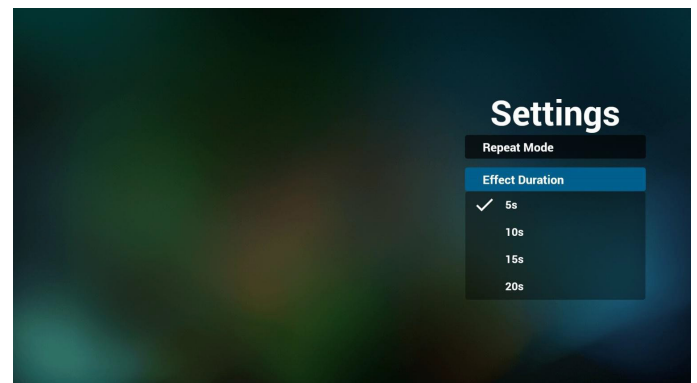 Settings
Repeat Mode
Effect Duration
5s
10s
15s
20s